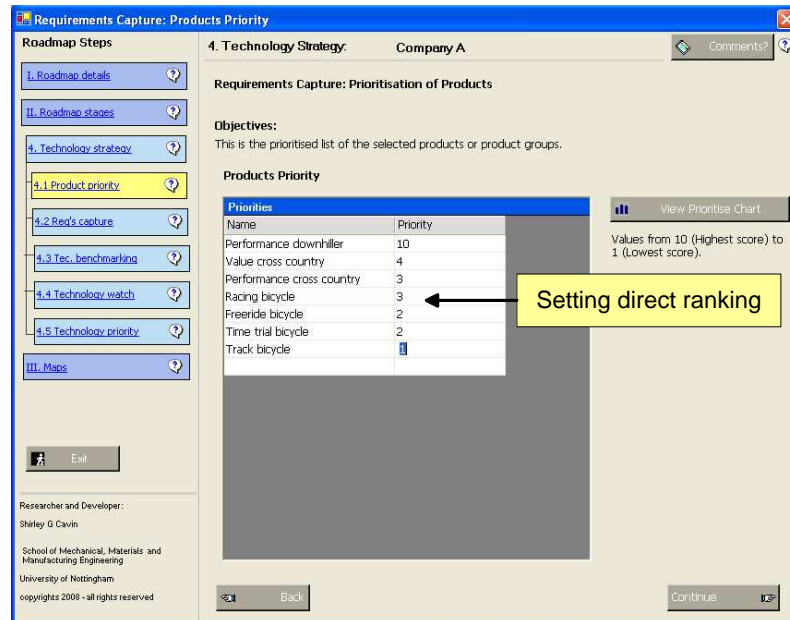 Requirements Capture: Products Priority
Roadmap Steps
I. Roadmap details
II. Roadmap stages
4. Technology strategy
4.1 Product priority
4.2 Req's capture
4.3 Tec. benchmarking
4.4 Technology watch
4.5 Technology priority
III. Maps
Exit
Researcher and Developer:
Shirley G Cavin
School of Mechanical, Materials and
Manufacturing Engineering
University of Nottingham
copyrights 2008 - all rights reserved
4. Technology Strategy: Company A
Comments?
Requirements Capture: Prioritisation of Products
Objectives:
This is the prioritised list of the selected products or product groups.
Products Priority
Priorities
Name Priority
Performance downhiller 10
Value cross country 4
Performance cross country 3
Racing bicycle 3
Freeride bicycle 2
Time trial bicycle 2
Track bicycle 1
View Prioritise Chart
Values from 10 (Highest score) to
1 (Lowest score).
Setting direct ranking
Back
Continue